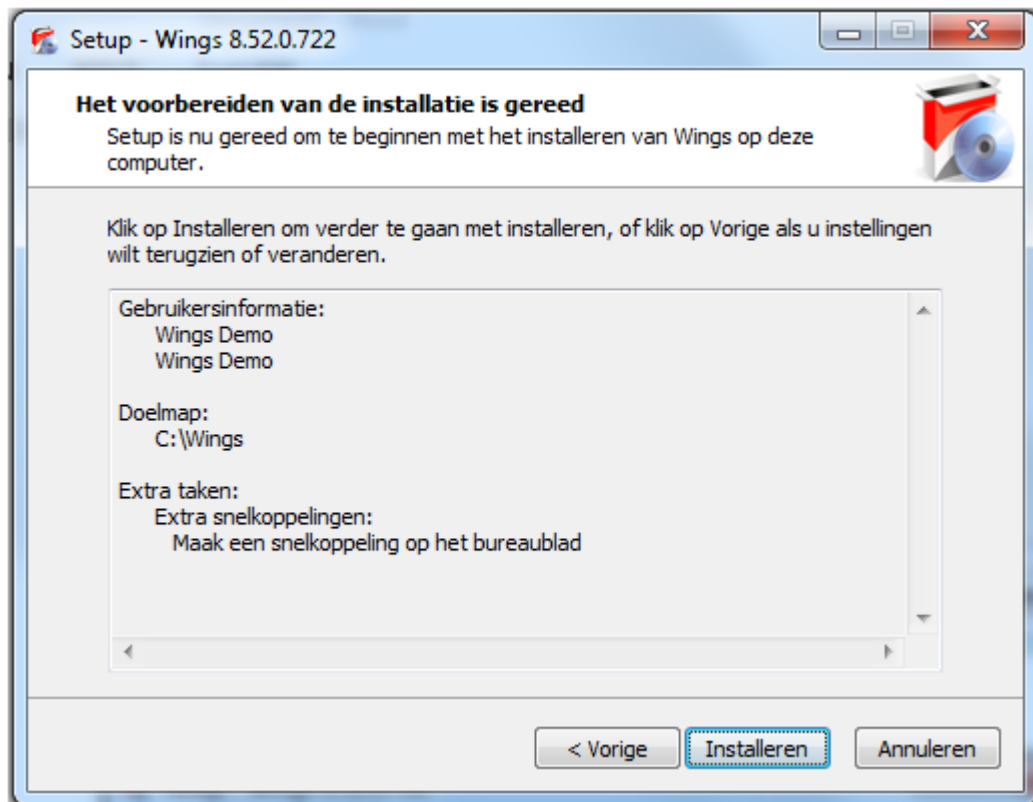 Setup - Wings 8.52.0.722
Het voorbereiden van de installatie is gereed
Setup is nu gereed om te beginnen met het installeren van Wings op deze
computer.
Klik op Installeren om verder te gaan met installeren, of klik op Vorige als u instellingen
wilt terugzien of veranderen.
Gebruikersinformatie:
Wings Demo
Wings Demo
Doelmap:
C:\Wings
Extra taken:
Extra snelkoppelingen:
Maak een snelkoppeling op het bureaublad
< Vorige
Installeren
Annuleren